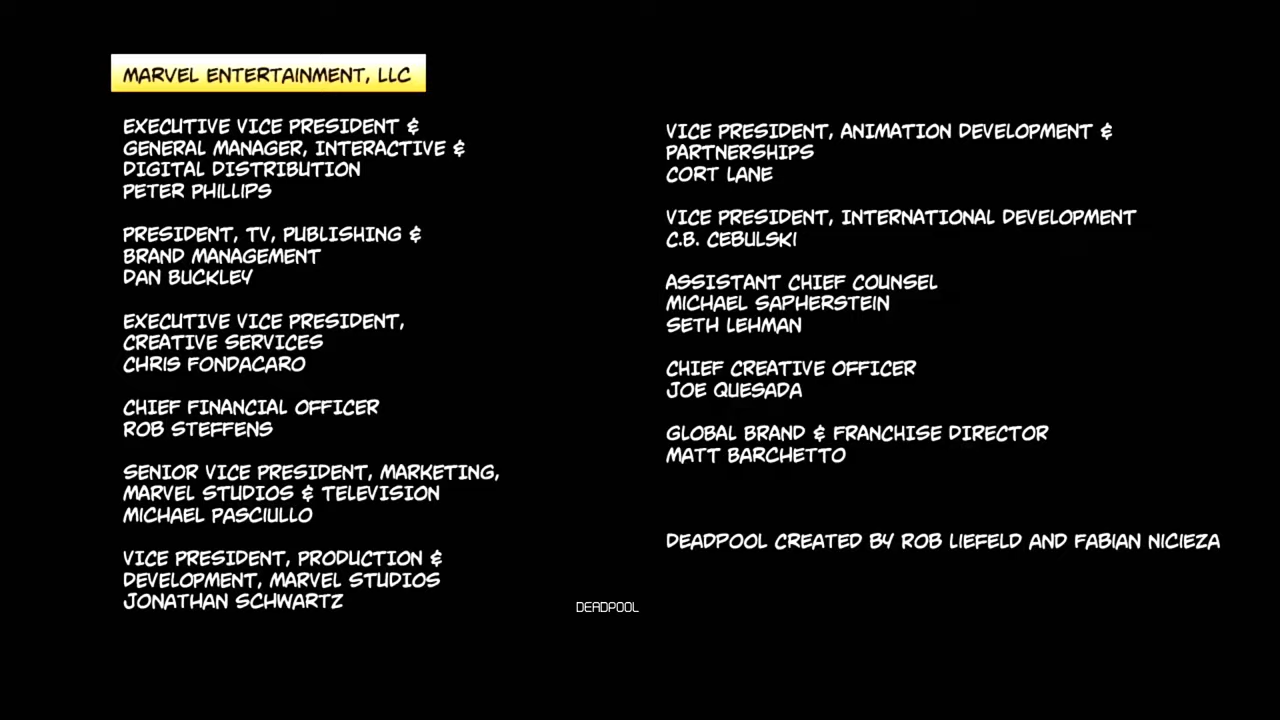 MARVEL ENTERTAINMENT, LLC
EXECUTIVE VICE PRESIDENT &
GENERAL MANAGER, INTERACTIVE &
DIGITAL DISTRIBUTION
PETER PHILLIPS
PRESIDENT, TV, PUBLISHING &
BRAND MANAGEMENT
DAN BUCKLEY
EXECUTIVE VICE PRESIDENT,
CREATIVE SERVICES
CHRIS FONDACARO
CHIEF FINANCIAL OFFICER
ROB STEFFENS
SENIOR VICE PRESIDENT, MARKETING,
MARVEL STUDIOS & TELEVISION
MICHAEL PASCIULLO
VICE PRESIDENT, PRODUCTION &
DEVELOPMENT, MARVEL STUDIOS
JONATHAN SCHWARTZ
VICE PRESIDENT, ANIMATION DEVELOPMENT &
PARTNERSHIPS
CORT LANE
VICE PRESIDENT, INTERNATIONAL DEVELOPMENT
C.B. CEBULSKI
ASSISTANT CHIEF COUNSEL
MICHAEL SAPHERSTEIN
SETH LEHMAN
CHIEF CREATIVE OFFICER
JOE QUESADA
GLOBAL BRAND & FRANCHISE DIRECTOR
MATT BARCHETTO
DEADPOOL CREATED BY ROB LIEFELD AND FABIAN NICIEZA
DEADPOOL